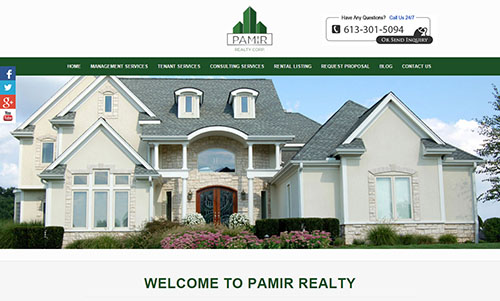 PAMIR
REALTY CORP.
Have Any Questions? Call Us 24/7
613-301-5094
OR SEND INQUIRY
HOME MANAGEMENT SERVICES TENANT SERVICES CONSULTING SERVICES RENTAL LISTING REQUEST PROPOSAL BLOG CONTACT US
You
WELCOME TO PAMIR REALTY